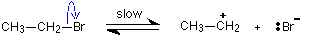 CH₃—CH₂—Br slow CH₃—CH₂⁺ + :Br⁻